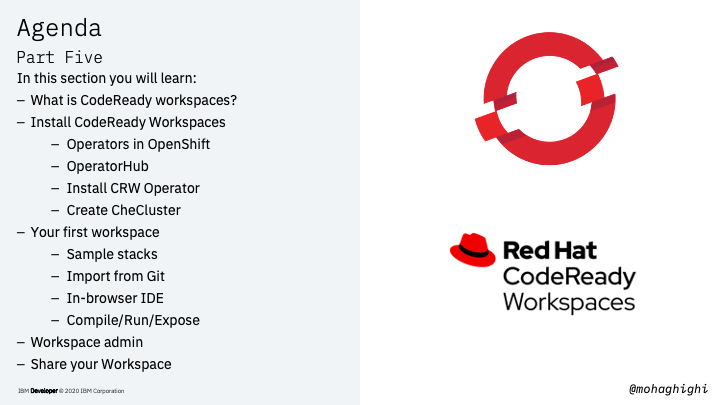 Agenda
Part Five
In this section you will learn:
– What is CodeReady workspaces?
– Install CodeReady Workspaces
– Operators in OpenShift
– OperatorHub
– Install CRW Operator
– Create CheCluster
– Your first workspace
– Sample stacks
– Import from Git
– In-browser IDE
– Compile/Run/Expose
– Workspace admin
– Share your Workspace
IBM Developer © 2020 IBM Corporation
Red Hat
CodeReady
Workspaces
@mohaghighi